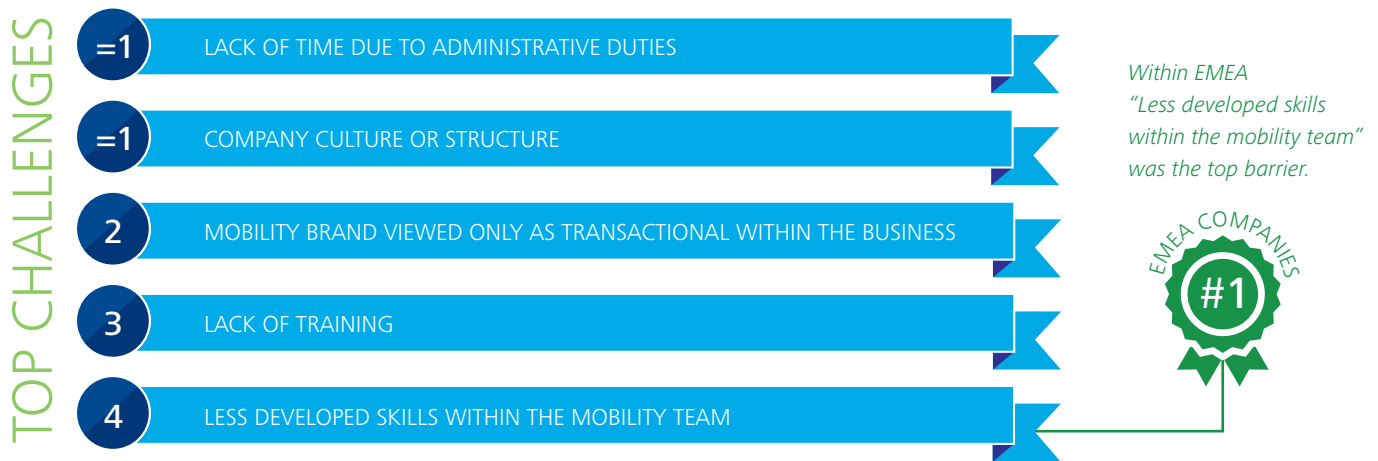 TOP CHALLENGES
=1
LACK OF TIME DUE TO ADMINISTRATIVE DUTIES
=1
COMPANY CULTURE OR STRUCTURE
2
MOBILITY BRAND VIEWED ONLY AS TRANSACTIONAL WITHIN THE BUSINESS
3
LACK OF TRAINING
4
LESS DEVELOPED SKILLS WITHIN THE MOBILITY TEAM
Within EMEA
“Less developed skills
within the mobility team”
was the top barrier.
EMEA COMPANIES
#1